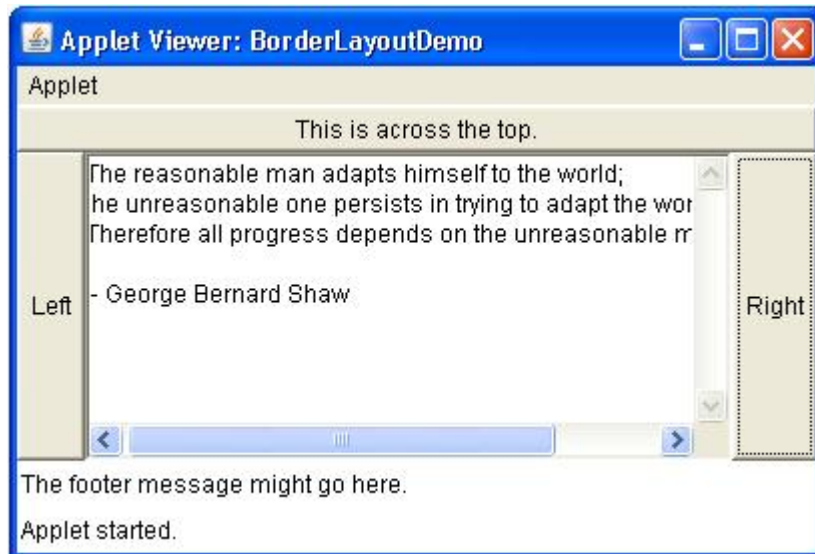 Applet Viewer: BorderLayoutDemo
Applet
This is across the top.
The reasonable man adapts himself to the world;
he unreasonable one persists in trying to adapt the
Therefore all progress depends on the unreasonable
- George Bernard Shaw
Left
Right
The footer message might go here.
Applet started.